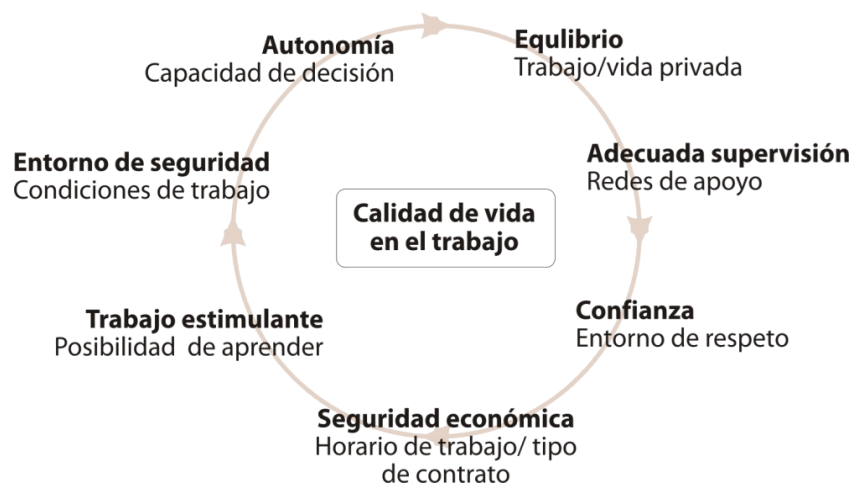 Autonomía
Capacidad de decisión
Equlibrio
Trabajo/vida privada
Entorno de seguridad
Condiciones de trabajo
Adecuada supervisión
Redes de apoyo
Calidad de vida
en el trabajo
Trabajo estimulante
Posibilidad de aprender
Confianza
Entorno de respeto
Seguridad económica
Horario de trabajo/ tipo
de contrato